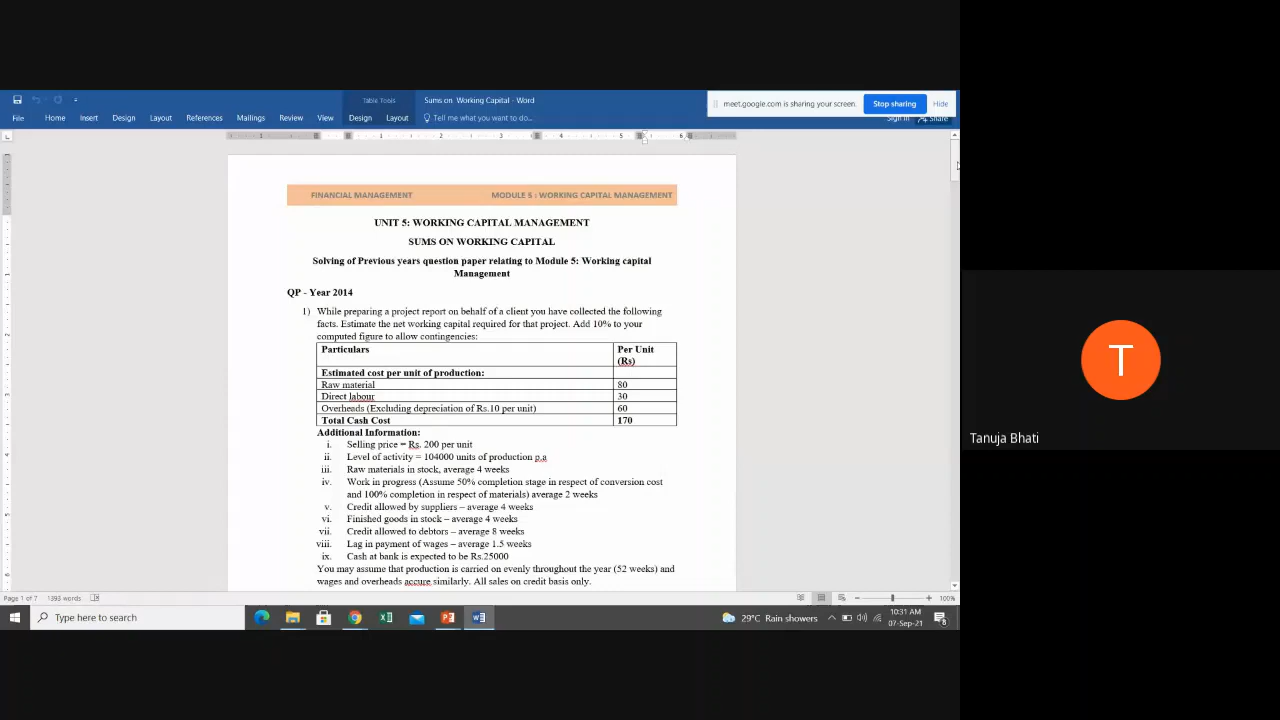 Table Tools
Sums on Working Capital - Word
meet.google.com is sharing your screen.
Stop sharing
Hide
File Home Insert Design Layout References Mailings Review View Design Layout Tell me what you want to do...
Sign in Share
FINANCIAL MANAGEMENT MODULE 5 : WORKING CAPITAL MANAGEMENT
UNIT 5: WORKING CAPITAL MANAGEMENT
SUMS ON WORKING CAPITAL
Solving of Previous years question paper relating to Module 5: Working capital
Management
QP - Year 2014
1) While preparing a project report on behalf of a client you have collected the following
facts. Estimate the net working capital required for that project. Add 10% to your
computed figure to allow contingencies:
Particulars Per Unit
(Rs)
Estimated cost per unit of production:
Raw material 80
Direct labour 30
Overheads (Excluding depreciation of Rs.10 per unit) 60
Total Cash Cost 170
Additional Information:
i. Selling price = Rs. 200 per unit
ii. Level of activity = 104000 units of production p.a
iii. Raw materials in stock, average 4 weeks
iv. Work in progress (Assume 50% completion stage in respect of conversion cost
and 100% completion in respect of materials) average 2 weeks
v. Credit allowed by suppliers – average 4 weeks
vi. Finished goods in stock – average 4 weeks
vii. Credit allowed to debtors – average 8 weeks
viii. Lag in payment of wages – average 1.5 weeks
ix. Cash at bank is expected to be Rs.25000
You may assume that production is carried on evenly throughout the year (52 weeks) and
wages and overheads accure similarly. All sales on credit basis only.
Page 1 of 7 1393 words
100%
Type here to search
29°C Rain showers
10:31 AM
07-Sep-21
T
Tanuja Bhati